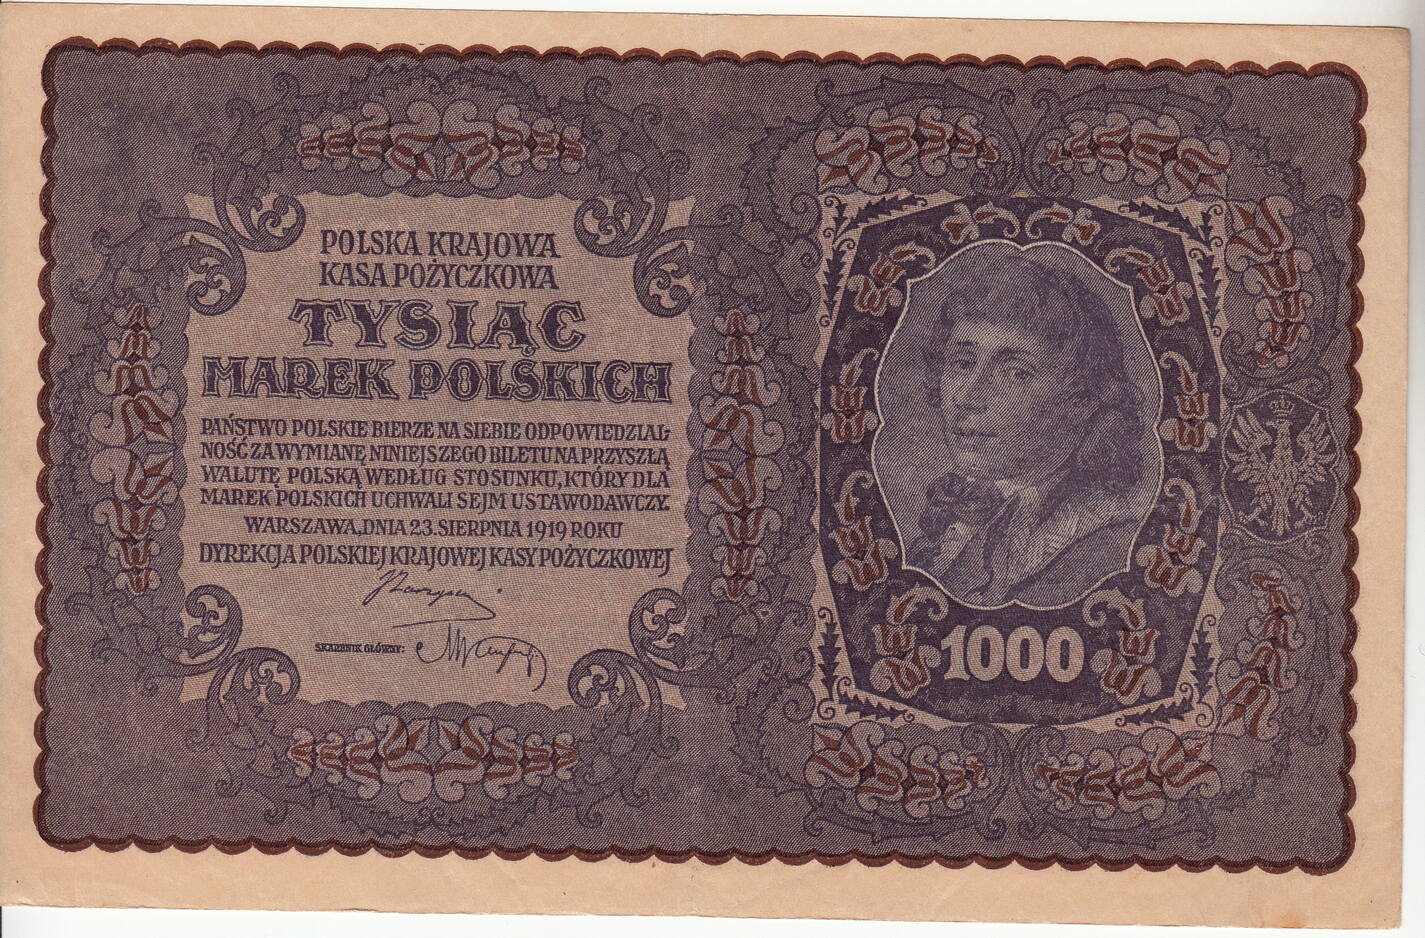 POLSKA KRAJOWA
KASA POŻYCZKOWA
TYSIĄC
MAREK POLSKICH
PAŃSTWO POLSKIE BIERZE NA SIEBIE ODPOWIEDZIAL-
NOŚĆ ZA WYMIANĘ NINIEJSZEGO BILETU NA PRZYSZŁĄ
WALUTĘ POLSKĄ WEDŁUG STOSUNKU, KTÓRY DLA
MAREK POLSKICH UCHWALI SEJM USTAWODAWCZY.
WARSZAWA, DNIA 23. SIERPNIA 1919 ROKU
DYREKCJA POLSKIEJ KRAJOWEJ KASY POŻYCZKOWEJ
SKARBNIK GŁÓWNY:
1000